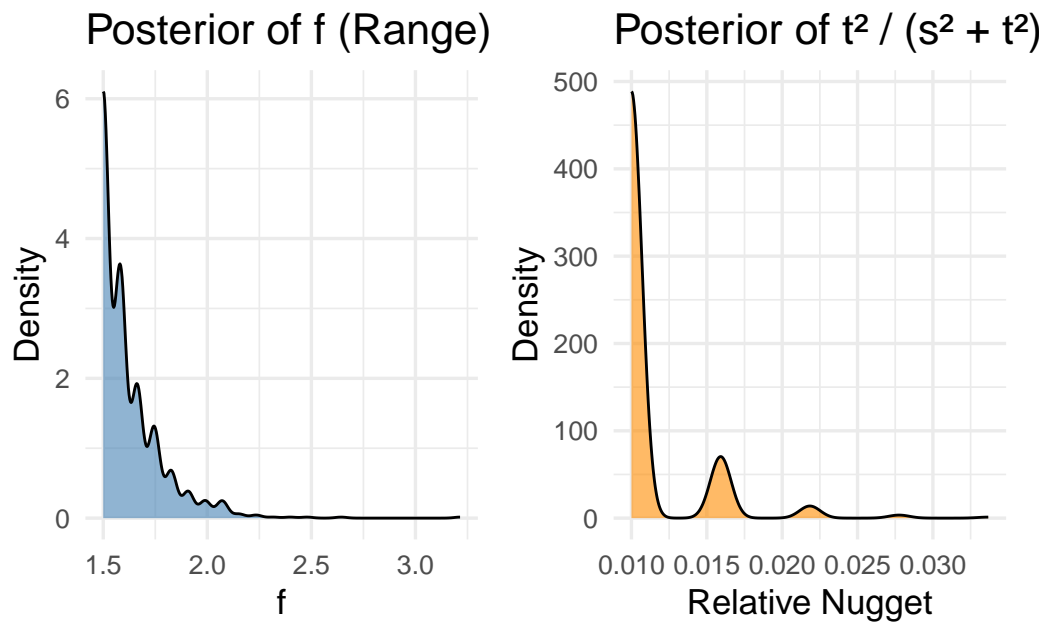 Posterior of f (Range)
Density
6
4
2
0
1.5 2.0 2.5 3.0
f
Posterior of t² / (s² + t²)
Density
500
400
300
200
100
0
0.010 0.015 0.020 0.025 0.030
Relative Nugget